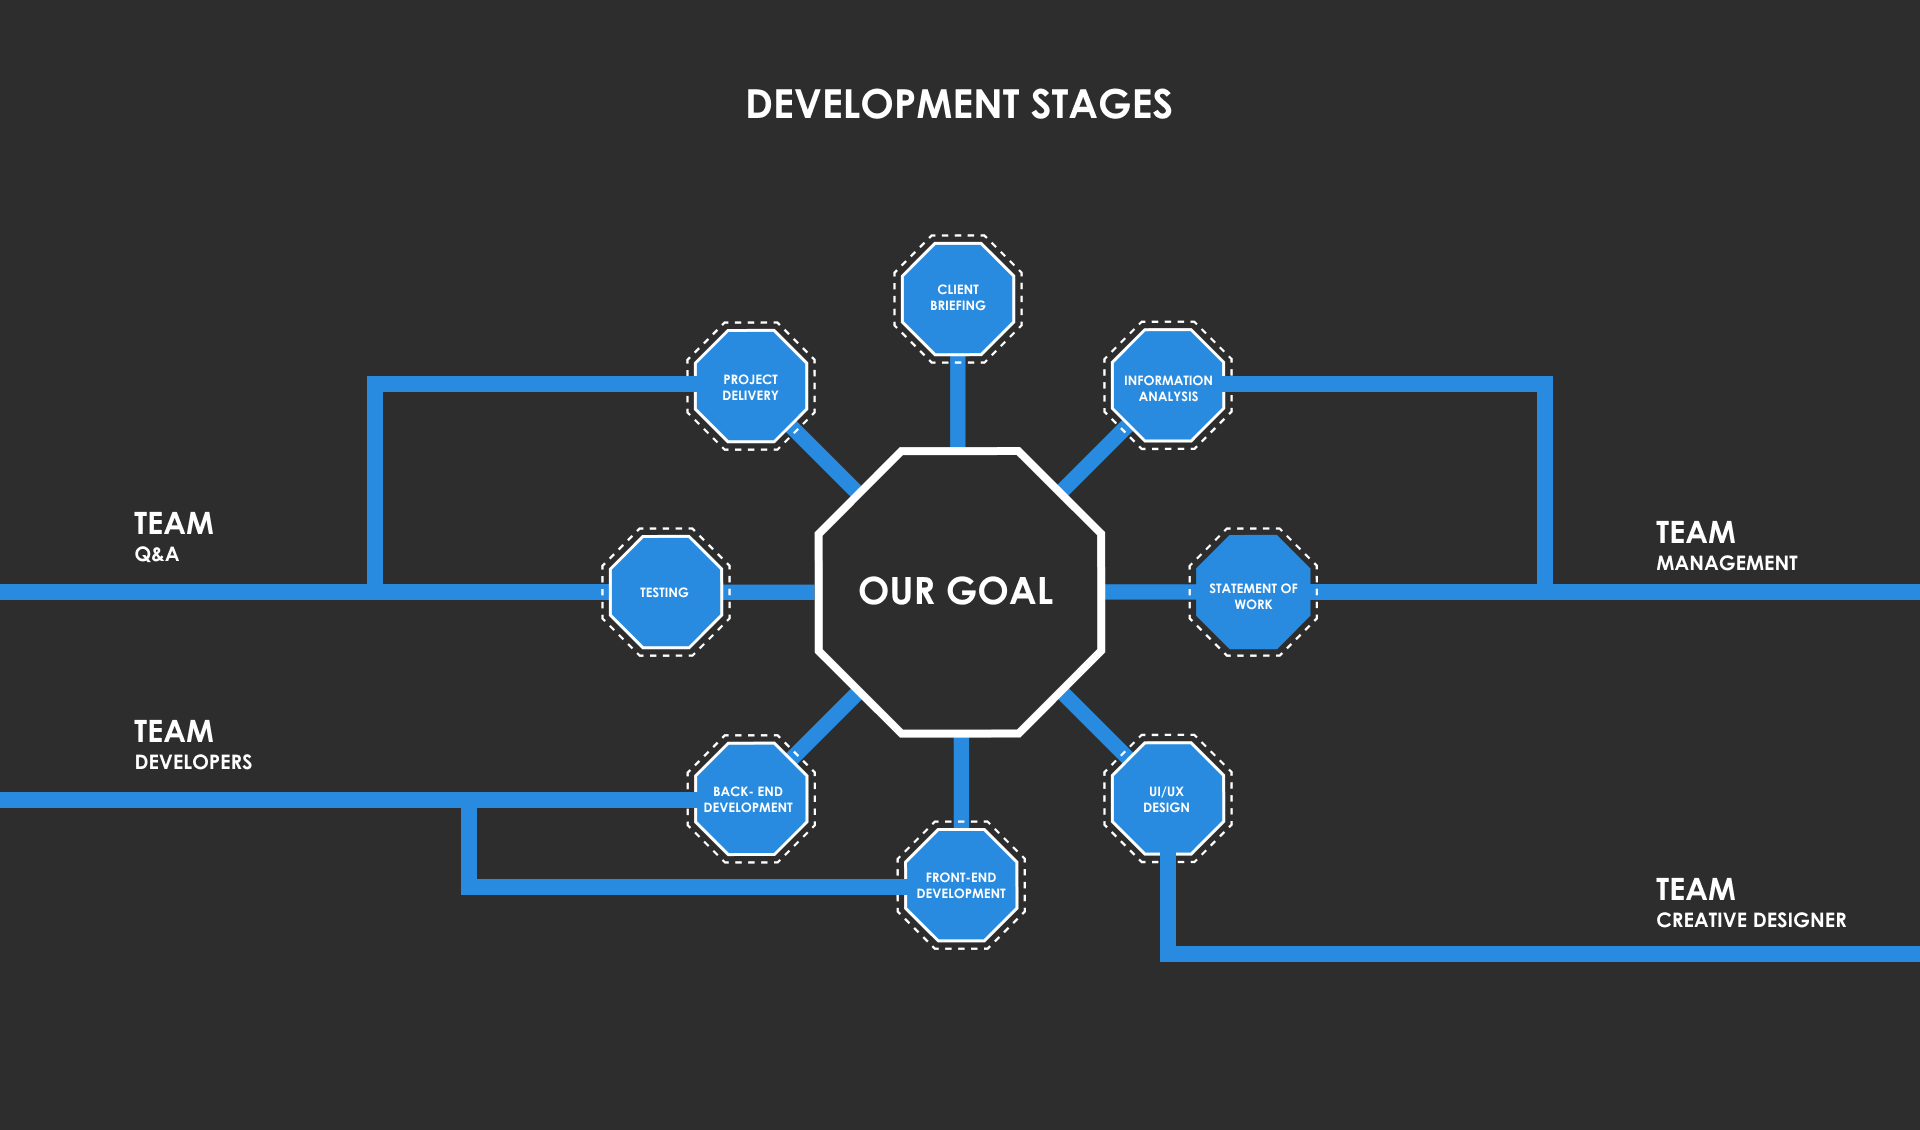 DEVELOPMENT STAGES
CLIENT
BRIEFING
PROJECT
DELIVERY
INFORMATION
ANALYSIS
TEAM
Q&A
TEAM
MANAGEMENT
TESTING
OUR GOAL
STATEMENT OF
WORK
TEAM
DEVELOPERS
BACK- END
DEVELOPMENT
UI/UX
DESIGN
FRONT-END
DEVELOPMENT
TEAM
CREATIVE DESIGNER